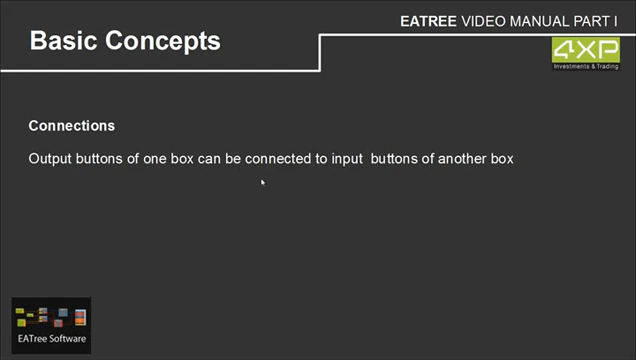 EATREE VIDEO MANUAL PART I
Basic Concepts
4XP
Investments & Trading
Connections
Output buttons of one box can be connected to input buttons of another box
EATree Software